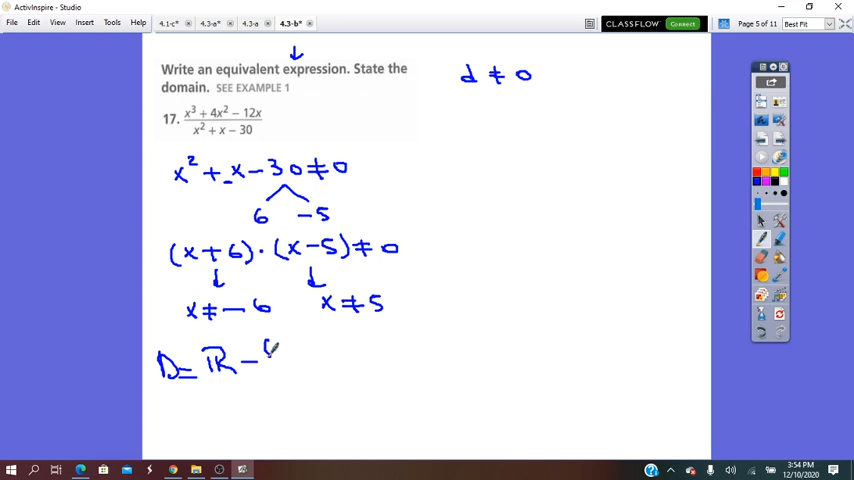 ActivInspire - Studio
File Edit View Insert Tools Help
4.1-c* 4.3-a* 4.3-a 4.3-b*
CLASSFLOW Connect Page 5 of 11 Best Fit
↓
Write an equivalent expression. State the
domain. SEE EXAMPLE 1
d ≠ 0
17. (x³ + 4x² − 12x)/(x² + x − 30)
x² + x − 30 ≠ 0
6 −5
(x + 6) · (x − 5) ≠ 0
↓ ↓
x ≠ −6 x ≠ 5
D = ℝ −
3:54 PM
12/10/2020